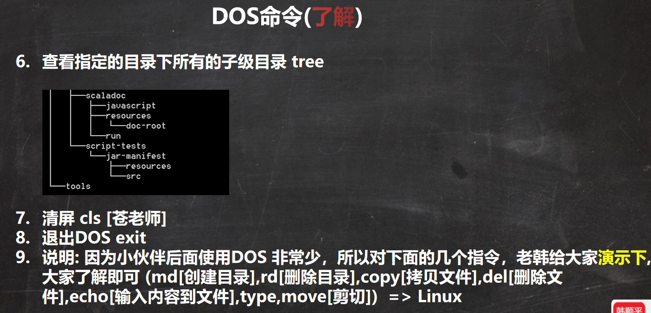 DOS命令(了解)
6. 查看指定的目录下所有的子级目录 tree
scaladoc
javascript
resources
doc-root
run
script-tests
jar-manifest
resources
src
tools
7. 清屏 cls [苍老师]
8. 退出DOS exit
9. 说明: 因为小伙伴后面使用DOS 非常少，所以对下面的几个指令，老韩给大家演示下,
大家了解即可 (md[创建目录],rd[删除目录],copy[拷贝文件],del[删除文
件],echo[输入内容到文件],type,move[剪切]) => Linux
韩顺平